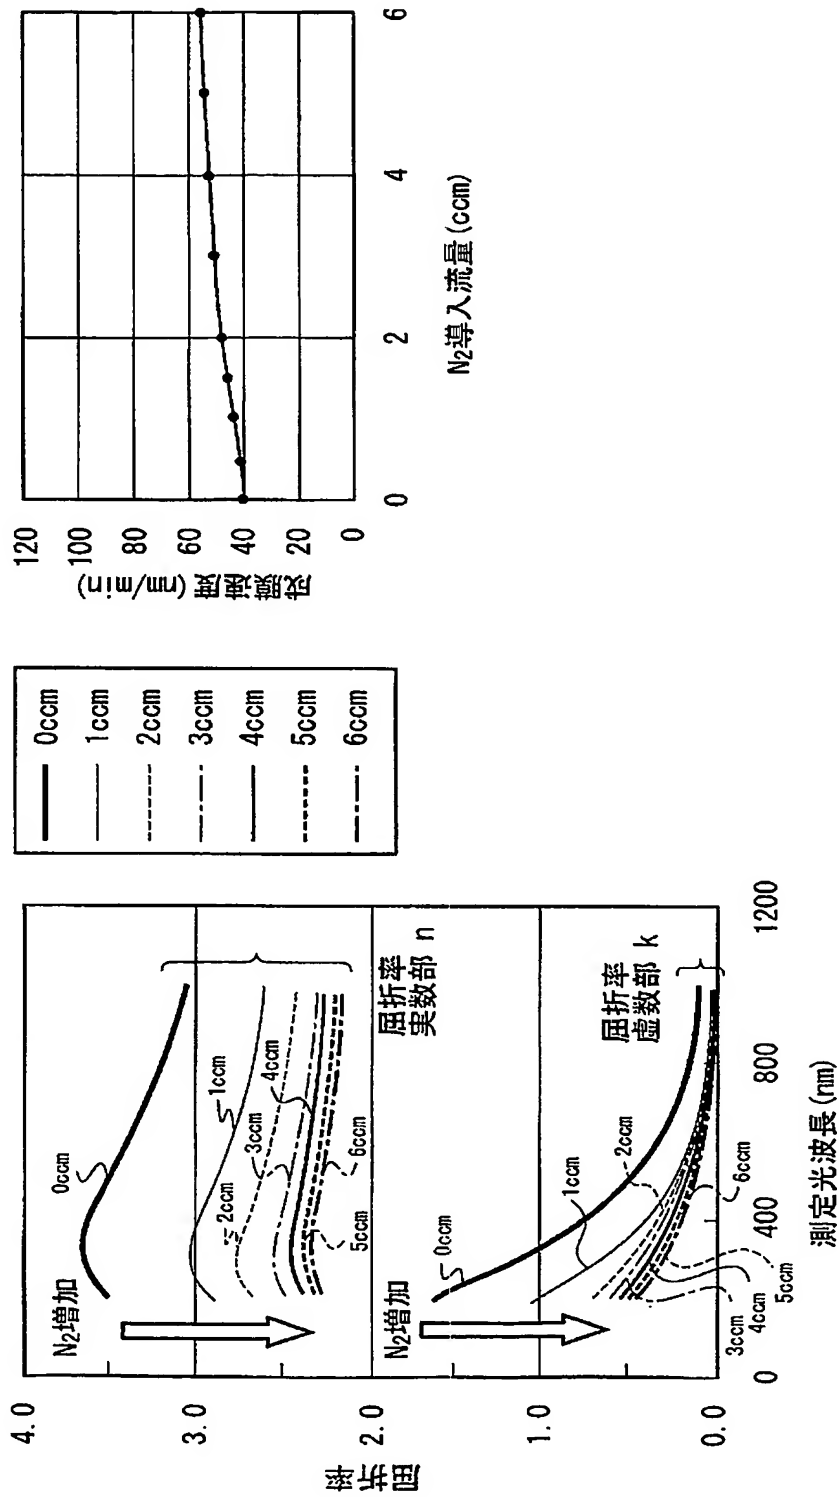 屈折率
4.0
3.0
2.0
1.0
0.0
0
400
800
1200
測定光波長(nm)
N2増加
0ccm
1ccm
2ccm
3ccm
4ccm
5ccm
6ccm
屈折率
実数部 n
N2増加
0ccm
1ccm
2ccm
3ccm
4ccm
5ccm
6ccm
屈折率
虚数部 k
0ccm
1ccm
2ccm
3ccm
4ccm
5ccm
6ccm
成膜速度(nm/min)
120
100
80
60
40
20
0
0
2
4
6
N2導入流量(ccm)